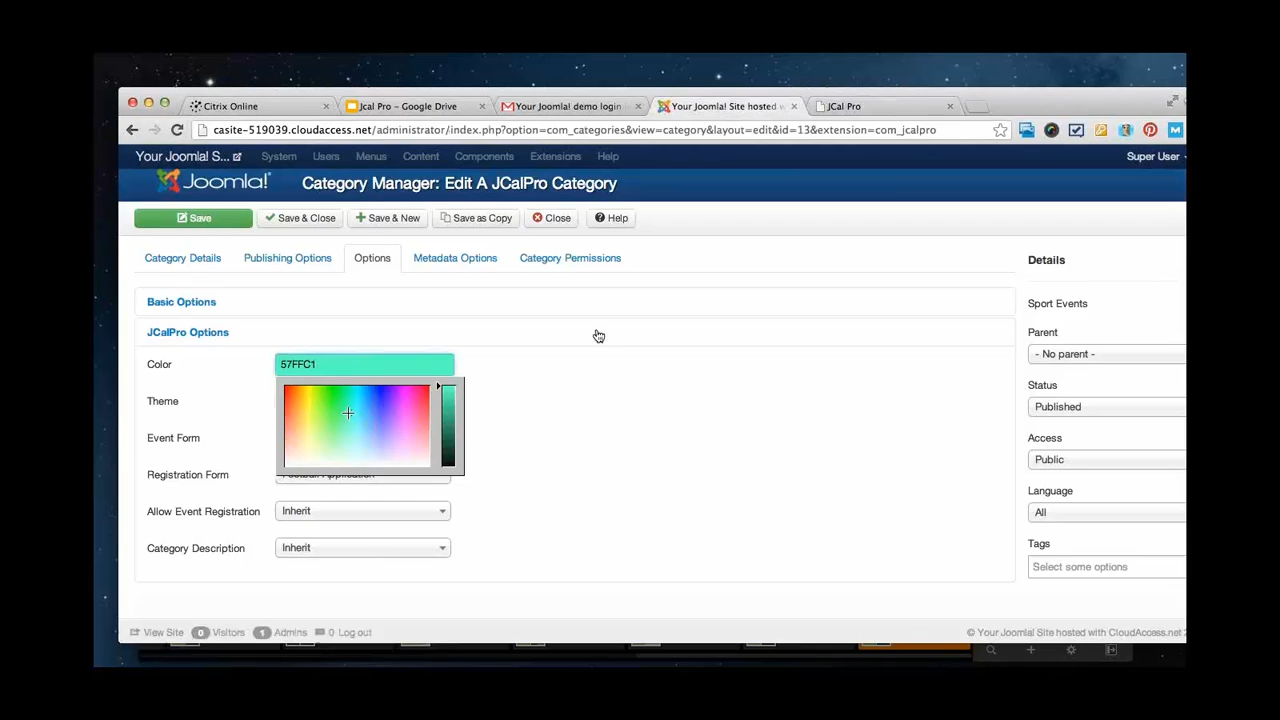 Citrix Online
Jcal Pro – Google Drive
Your Joomla! demo login
Your Joomla! Site hosted w
JCal Pro
casite-519039.cloudaccess.net/administrator/index.php?option=com_categories&view=category&layout=edit&id=13&extension=com_jcalpro
Your Joomla! S... System Users Menus Content Components Extensions Help Super User
Joomla! Category Manager: Edit A JCalPro Category
Save Save & Close Save & New Save as Copy Close Help
Category Details Publishing Options Options Metadata Options Category Permissions
Details
Basic Options
Sport Events
JCalPro Options
Parent
- No parent -
Color 57FFC1
Status
Published
Theme
Event Form
Access
Public
Registration Form
Language
All
Allow Event Registration Inherit
Tags
Select some options
Category Description Inherit
View Site 0 Visitors 1 Admins 0 Log out
© Your Joomla! Site hosted with CloudAccess.net